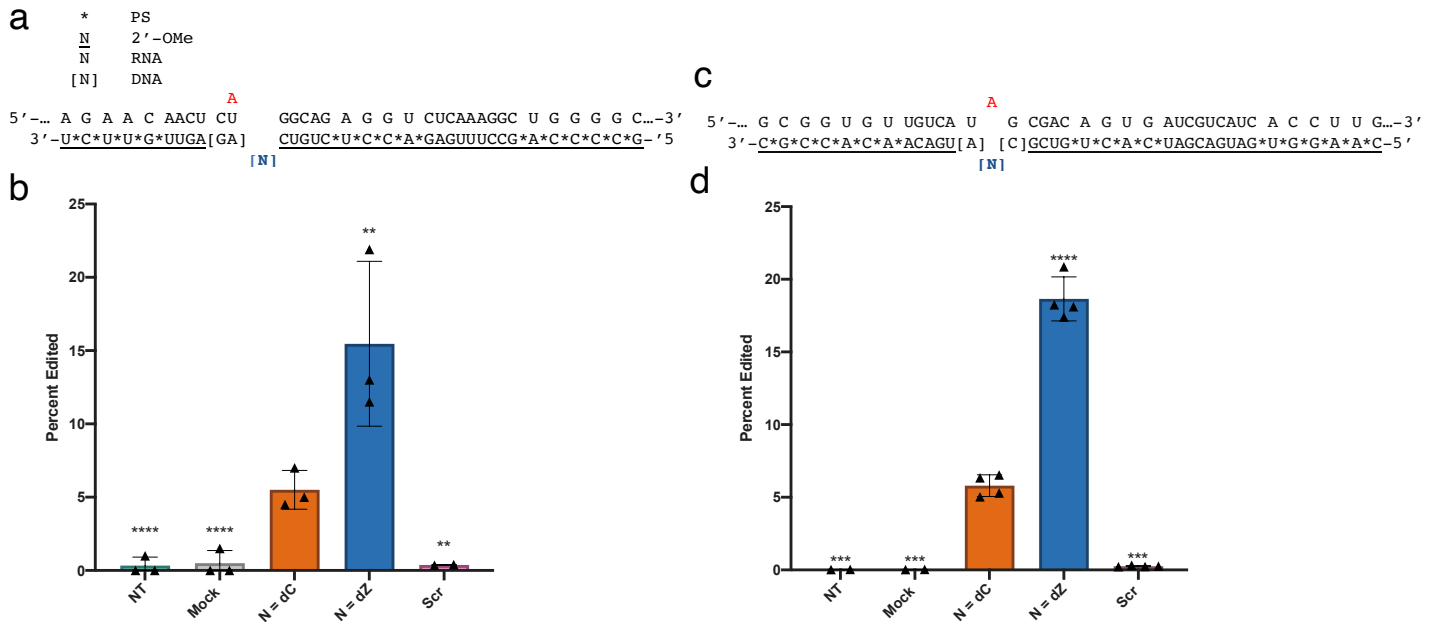 a
* PS
N 2’-OMe
N RNA
[N] DNA
A
5’-… A G A A C AACU CU GGCAG A G G U CUCAAAGGC U G G G G C…-3’
3’-U*C*U*U*G*UUGA[GA] CUGUC*U*C*C*A*GAGUUUCCG*A*C*C*C*C*G-’5
[N]
b
25
20
15
10
5
0
Percent Edited
****
****
**
**
NT
Mock
N = dC
N = dZ
Scr
c
A
5’-… G C G G U G U UGUCA U G CGAC A G U G AUCGUCAUC A C C U U G…-3’
3’-C*G*C*C*A*C*A*ACAGU[A] [C]GCUG*U*C*A*C*UAGCAGUAG*U*G*G*A*A*C-5’
[N]
d
25
20
15
10
5
0
Percent Edited
***
***
****
***
NT
Mock
N = dC
N = dZ
Scr